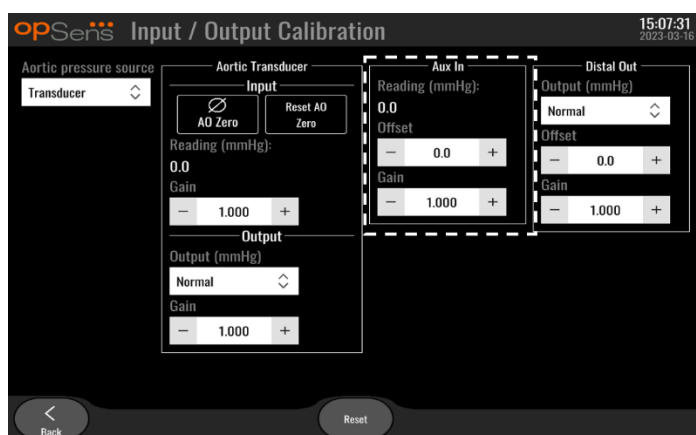 opSens Input / Output Calibration
15:07:31
2023-03-16
Aortic pressure source
Transducer
Aortic Transducer
Input
AO Zero
Reset AO
Zero
Reading (mmHg):
0.0
Gain
− 1.000 +
Output
Output (mmHg)
Normal
Gain
− 1.000 +
Aux In
Reading (mmHg):
0.0
Offset
− 0.0 +
Gain
− 1.000 +
Distal Out
Output (mmHg)
Normal
Offset
− 0.0 +
Gain
− 1.000 +
Back
Reset